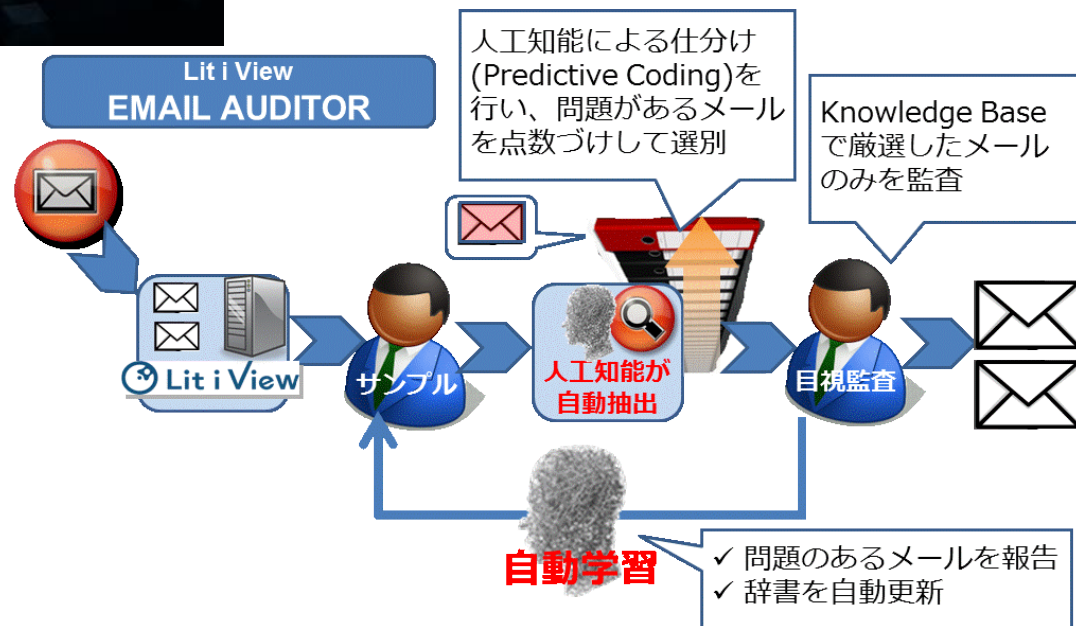 Lit i View
EMAIL AUDITOR
人工知能による仕分け
(Predictive Coding)を
行い、問題があるメール
を点数づけして選別
Knowledge Base
で厳選したメール
のみを監査
Lit i View
サンプル
人工知能が
自動抽出
目視監査
自動学習
✓ 問題のあるメールを報告
✓ 辞書を自動更新